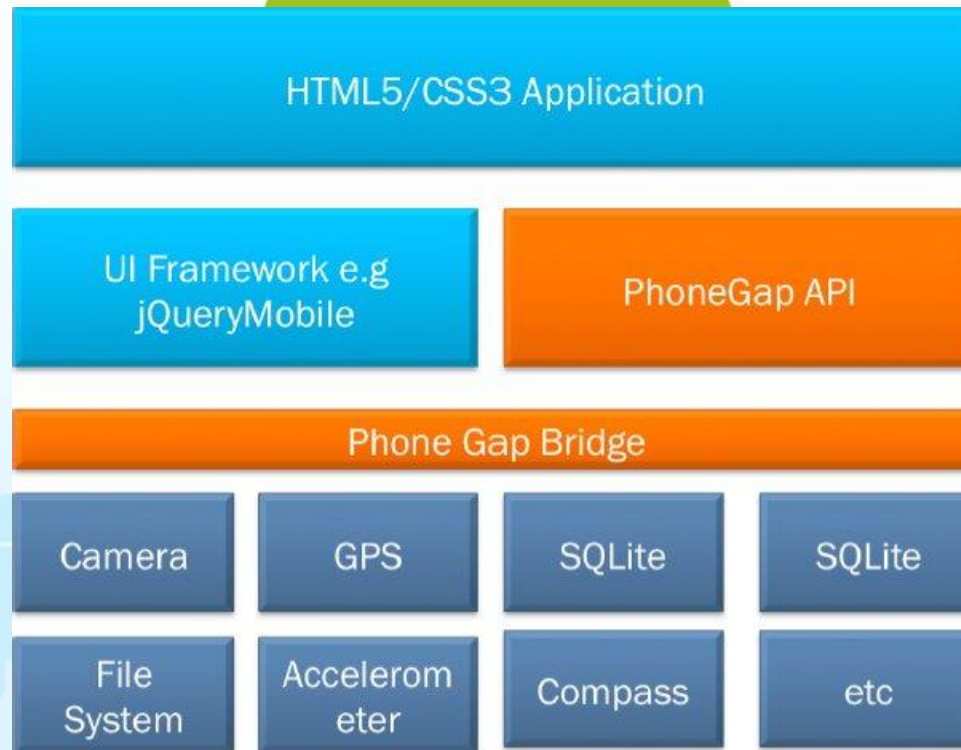 HTML5/CSS3 Application
UI Framework e.g
jQueryMobile
PhoneGap API
Phone Gap Bridge
Camera
GPS
SQLite
SQLite
File
System
Accelerom
eter
Compass
etc